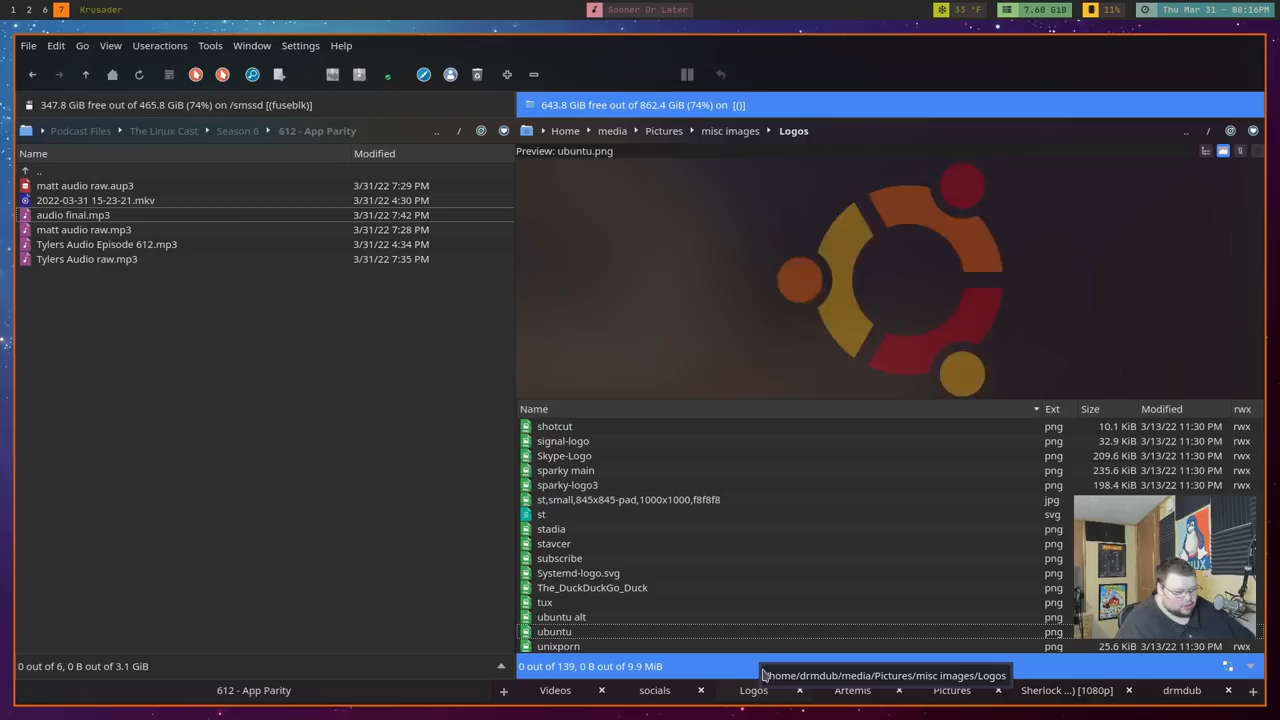 1 2 6 7 Krusader
Sooner Or Later
33 °F 7.60 GiB 11% Thu Mar 31 - 08:16PM
File Edit Go View Useractions Tools Window Settings Help
347.8 GiB free out of 465.8 GiB (74%) on /smssd [(fuseblk)]
Podcast Files The Linux Cast Season 6 612 - App Parity .. /
Name Modified
..
matt audio raw.aup3 3/31/22 7:29 PM
2022-03-31 15-23-21.mkv 3/31/22 4:30 PM
audio final.mp3 3/31/22 7:42 PM
matt audio raw.mp3 3/31/22 7:28 PM
Tylers Audio Episode 612.mp3 3/31/22 4:34 PM
Tylers Audio raw.mp3 3/31/22 7:35 PM
0 out of 6, 0 B out of 3.1 GiB
612 - App Parity
643.8 GiB free out of 862.4 GiB (74%) on [()]
Home media Pictures misc images Logos .. /
Preview: ubuntu.png
Name Ext Size Modified rwx
shotcut png 10.1 KiB 3/13/22 11:30 PM rwx
signal-logo png 32.9 KiB 3/13/22 11:30 PM rwx
Skype-Logo png 209.6 KiB 3/13/22 11:30 PM rwx
sparky main png 235.6 KiB 3/13/22 11:30 PM rwx
sparky-logo3 png 198.4 KiB 3/13/22 11:30 PM rwx
st,small,845x845-pad,1000x1000,f8f8f8 jpg
st svg
stadia png
stavcer png
subscribe png
Systemd-logo.svg png
The_DuckDuckGo_Duck png
tux png
ubuntu alt png
ubuntu png
unixporn png 25.6 KiB 3/13/22 11:30 PM rwx
0 out of 139, 0 B out of 9.9 MiB
home/drmdub/media/Pictures/misc images/Logos
Videos socials Logos Artemis Pictures Sherlock ...) [1080p] drmdub